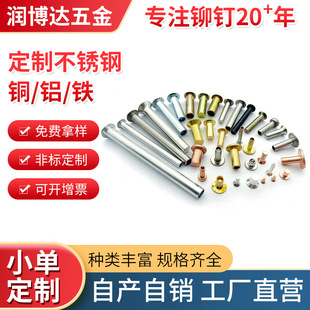 润博达五金
专注铆钉20+年
定制不锈钢
铜/铝/铁
免费拿样
非标定制
可开增票
小单
定制
种类丰富 规格齐全
自产自销 工厂直营